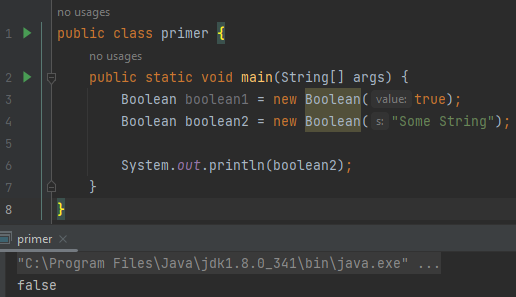 no usages
1 public class primer {
no usages
2 public static void main(String[] args) {
3 Boolean boolean1 = new Boolean( value: true);
4 Boolean boolean2 = new Boolean( s: "Some String");
5
6 System.out.println(boolean2);
7 }
8 }
primer ×
"C:\Program Files\Java\jdk1.8.0_341\bin\java.exe" ...
false